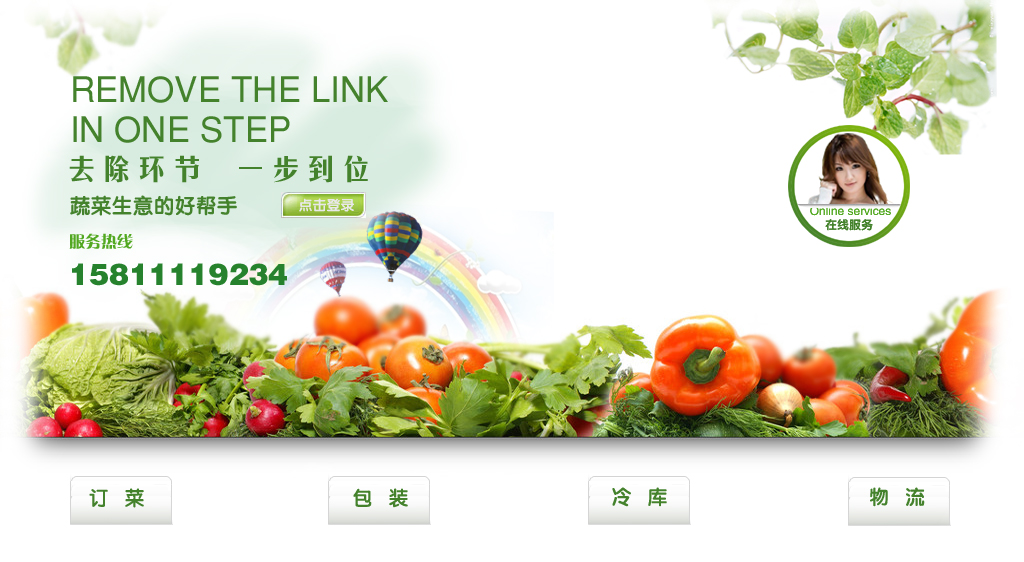 REMOVE THE LINK
IN ONE STEP
去除环节 一步到位
蔬菜生意的好帮手
点击登录
服务热线
15811119234
Online services
在线服务
订菜
包装
冷库
物流